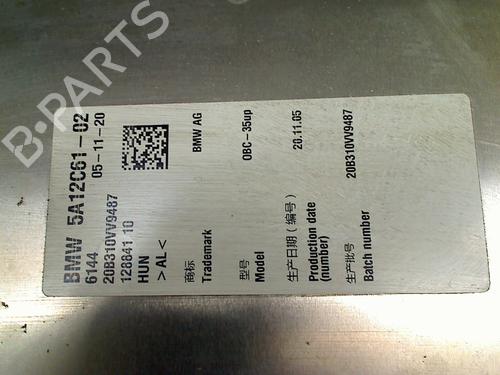 BMW 5A12C61-02
6144 05-11-20
20B310VV9487
128841 10
HUN
> AL <
商标
Trademark BMW AG
型号
Model OBC-35up
生产日期(编号)
Production date 20.11.05
(number)
生产批号
Batch number 20B310VV9487
B-PARTS